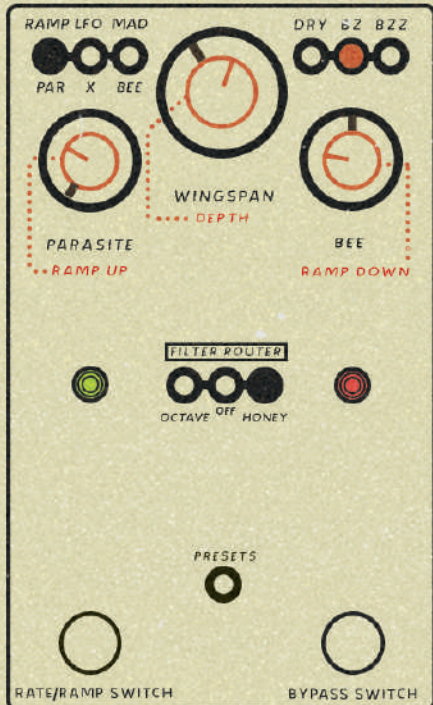 RAMP LFO MAD
DRY BZ BZZ
PAR X BEE
WINGSPAN
DEPTH
PARASITE
RAMP UP
BEE
RAMP DOWN
FILTER ROUTER
OCTAVE OFF HONEY
PRESETS
RATE/RAMP SWITCH
BYPASS SWITCH